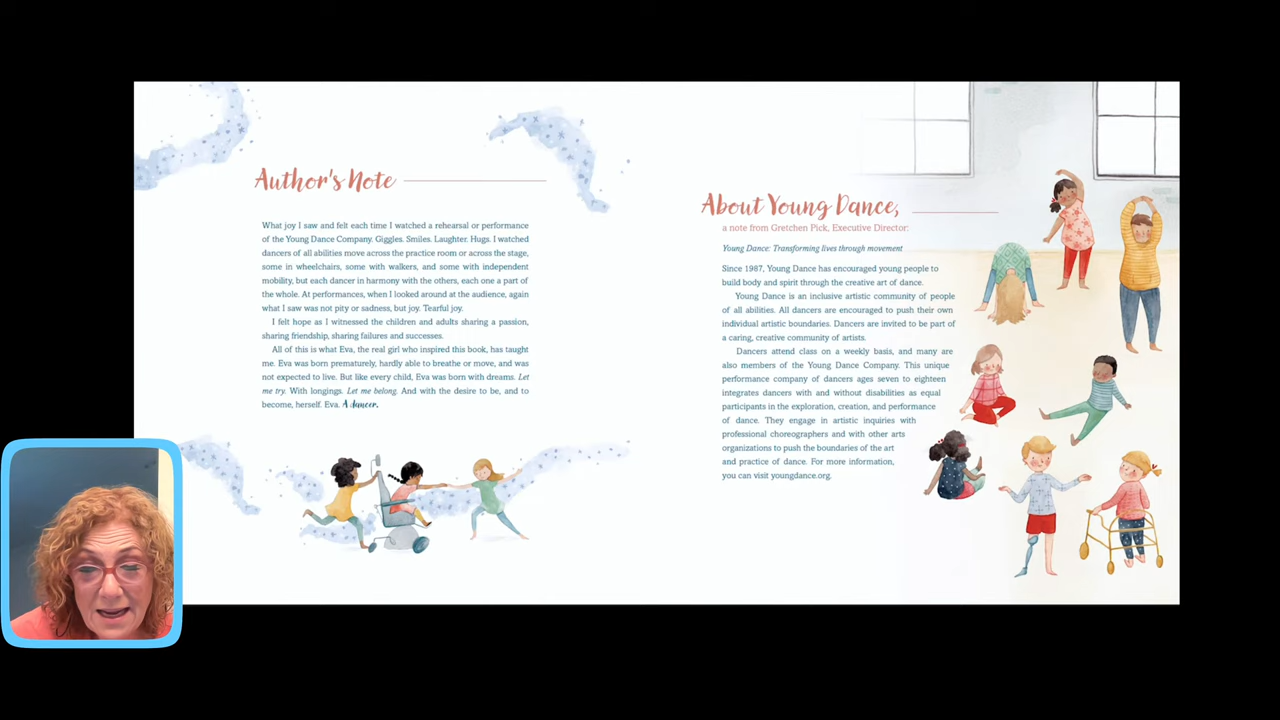 Author's Note
What joy I saw and felt each time I watched a rehearsal or performance
of the Young Dance Company. Giggles. Smiles. Laughter. Hugs. I watched
dancers of all abilities move across the practice room or across the stage,
some in wheelchairs, some with walkers, and some with independent
mobility, but each dancer in harmony with the others, each one a part of
the whole. At performances, when I looked around at the audience, again
what I saw was not pity or sadness, but joy. Tearful joy.
I felt hope as I witnessed the children and adults sharing a passion,
sharing friendship, sharing failures and successes.
All of this is what Eva, the real girl who inspired this book, has taught
me. Eva was born prematurely, hardly able to breathe or move, and was
not expected to live. But like every child, Eva was born with dreams. Let
me try. With longings. Let me belong. And with the desire to be, and to
become, herself. Eva. A dancer.
About Young Dance,
a note from Gretchen Pick, Executive Director:
Young Dance: Transforming lives through movement
Since 1987, Young Dance has encouraged young people to
build body and spirit through the creative art of dance.
Young Dance is an inclusive artistic community of people
of all abilities. All dancers are encouraged to push their own
individual artistic boundaries. Dancers are invited to be part of
a caring, creative community of artists.
Dancers attend class on a weekly basis, and many are
also members of the Young Dance Company. This unique
performance company of dancers ages seven to eighteen
integrates dancers with and without disabilities as equal
participants in the exploration, creation, and performance
of dance. They engage in artistic inquiries with
professional choreographers and with other arts
organizations to push the boundaries of the art
and practice of dance. For more information,
you can visit youngdance.org.